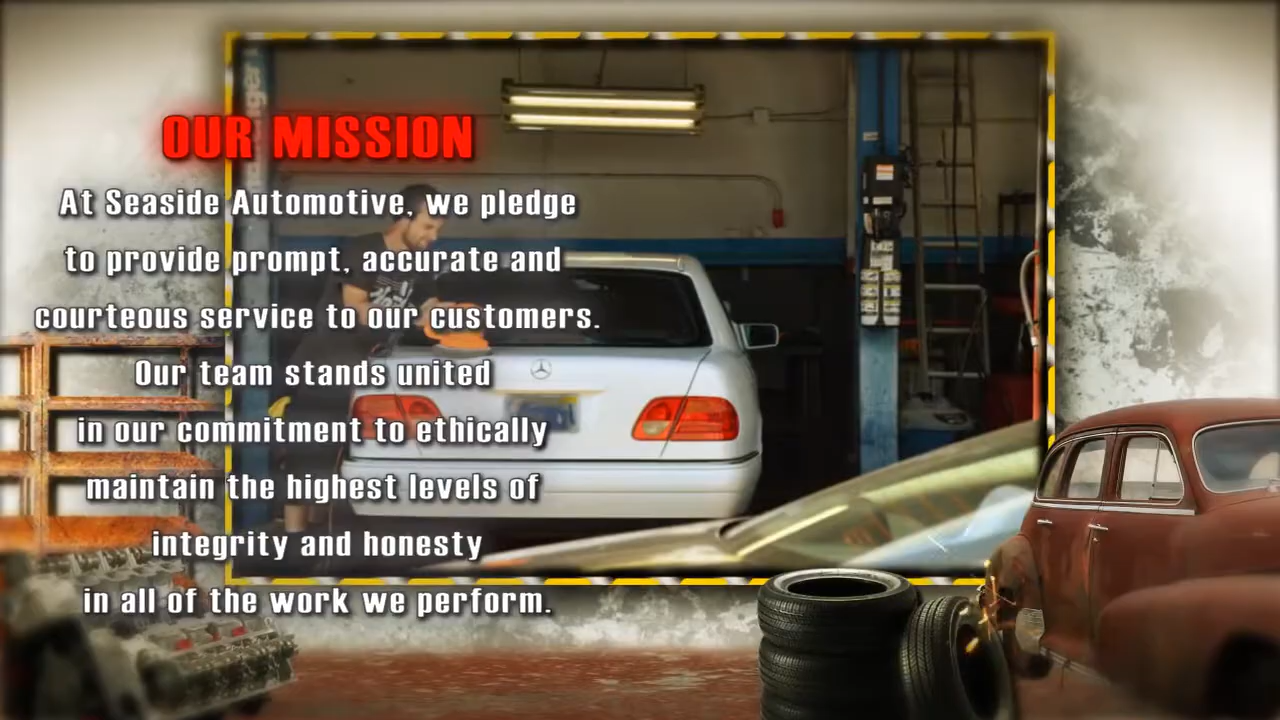 OUR MISSION
At Seaside Automotive, we pledge
to provide prompt, accurate and
courteous service to our customers.
Our team stands united
in our commitment to ethically
maintain the highest levels of
integrity and honesty
in all of the work we perform.